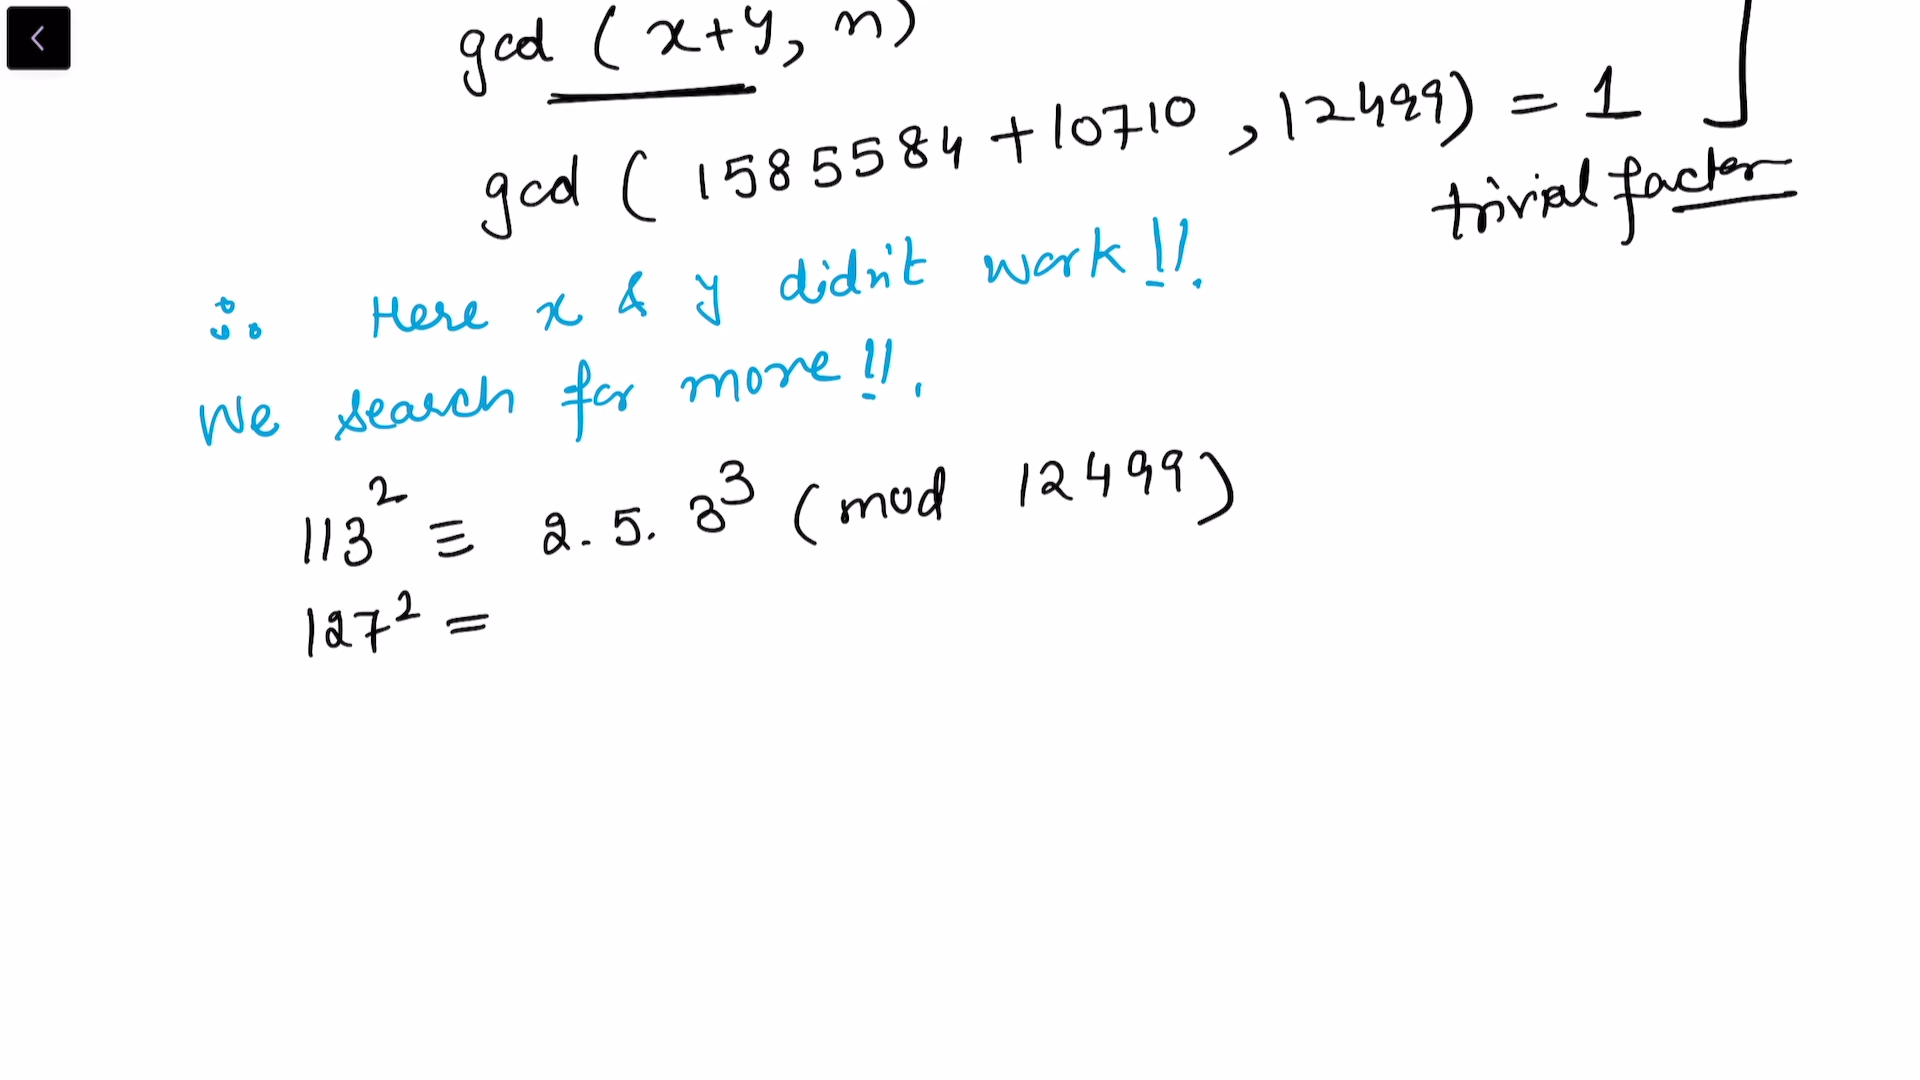 gcd ( x+y, n)
gcd ( 1585584 + 10710 , 12499) = 1 ]
trivial factor
∴ Here x & y didn't work !!.
We search for more !!.
113² ≡ 2. 5. 3³ (mod 12499)
127² =